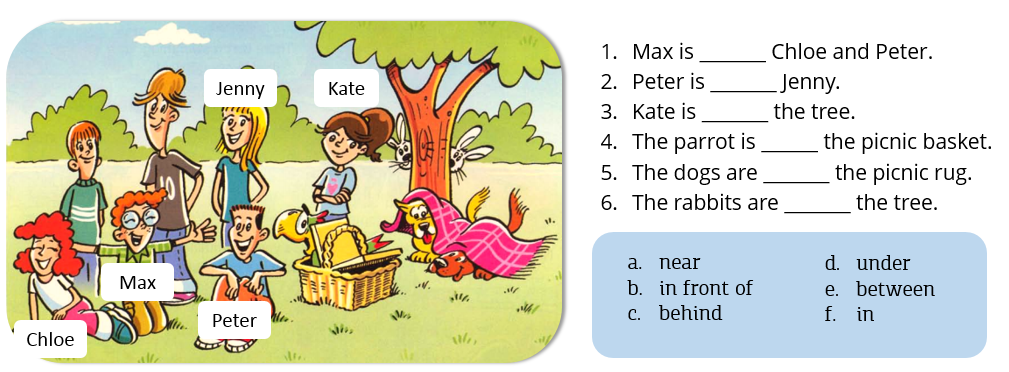 Jenny
Kate
Max
Peter
Chloe
1. Max is _______ Chloe and Peter.
2. Peter is _______ Jenny.
3. Kate is _______ the tree.
4. The parrot is ______ the picnic basket.
5. The dogs are _______ the picnic rug.
6. The rabbits are _______ the tree.
a. near
b. in front of
c. behind
d. under
e. between
f. in